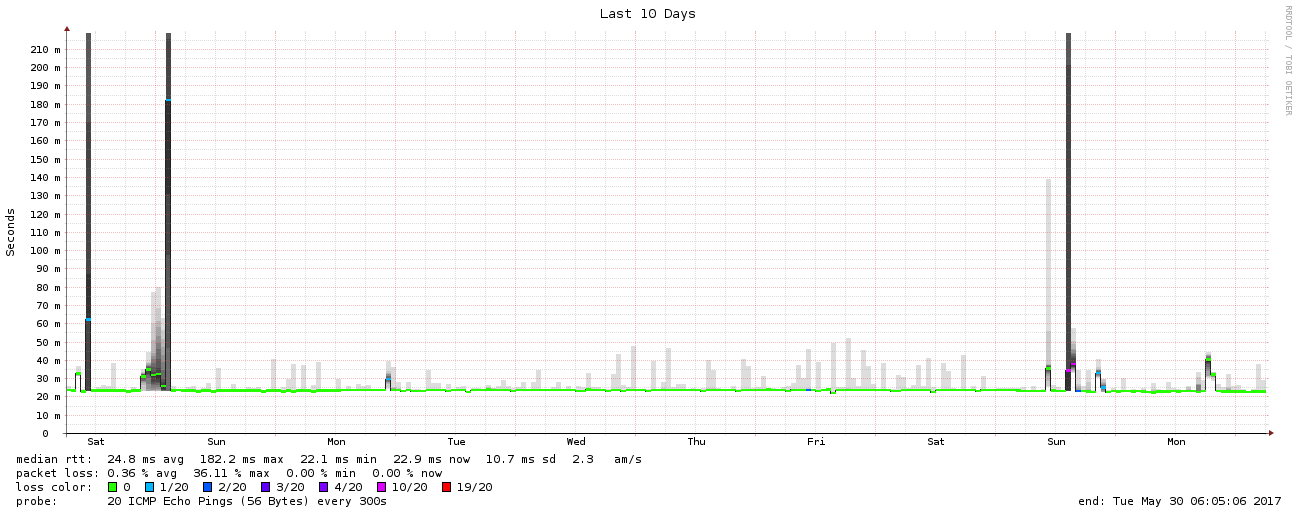 Last 10 Days
RRDTOOL / TOBI OETIKER
Seconds
210 m
200 m
190 m
180 m
170 m
160 m
150 m
140 m
130 m
120 m
110 m
100 m
90 m
80 m
70 m
60 m
50 m
40 m
30 m
20 m
10 m
0
Sat Sun Mon Tue Wed Thu Fri Sat Sun Mon
median rtt: 24.8 ms avg 182.2 ms max 22.1 ms min 22.9 ms now 10.7 ms sd 2.3 am/s
packet loss: 0.36 % avg 36.11 % max 0.00 % min 0.00 % now
loss color: 0 1/20 2/20 3/20 4/20 10/20 19/20
probe: 20 ICMP Echo Pings (56 Bytes) every 300s end: Tue May 30 06:05:06 2017